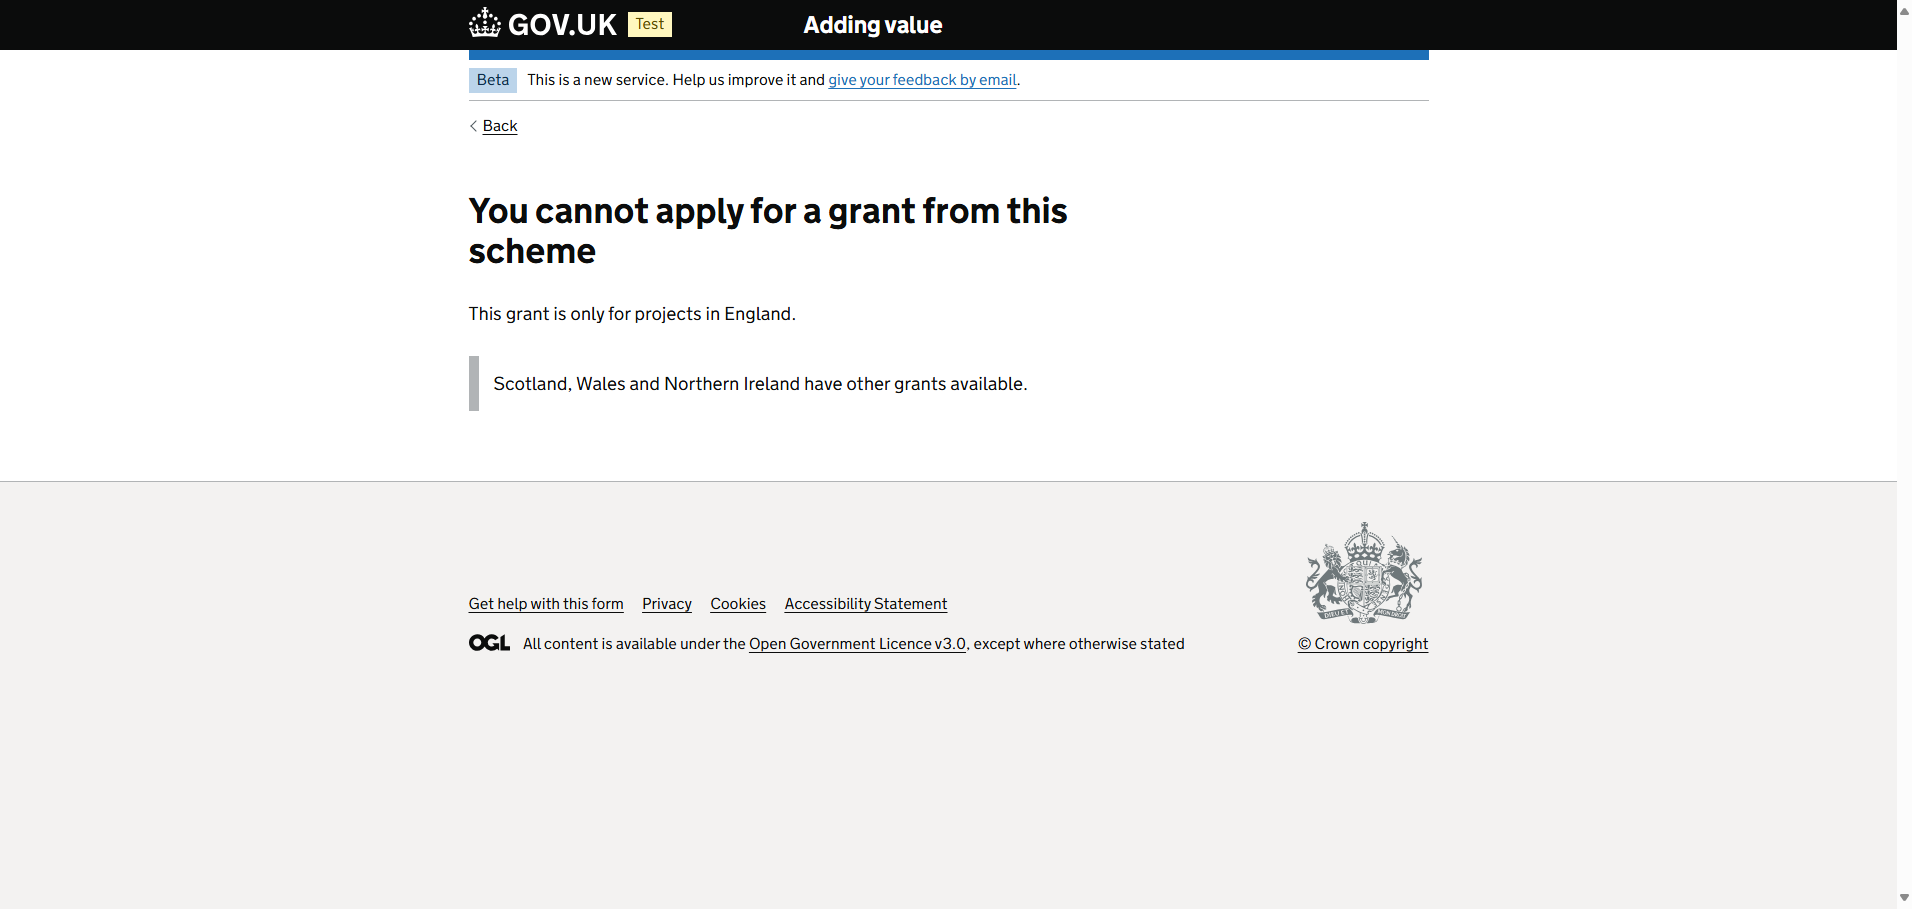 GOV.UK Test Adding value
Beta This is a new service. Help us improve it and give your feedback by email.
Back
You cannot apply for a grant from this
scheme
This grant is only for projects in England.
Scotland, Wales and Northern Ireland have other grants available.
Get help with this form Privacy Cookies Accessibility Statement
OGL All content is available under the Open Government Licence v3.0, except where otherwise stated
© Crown copyright